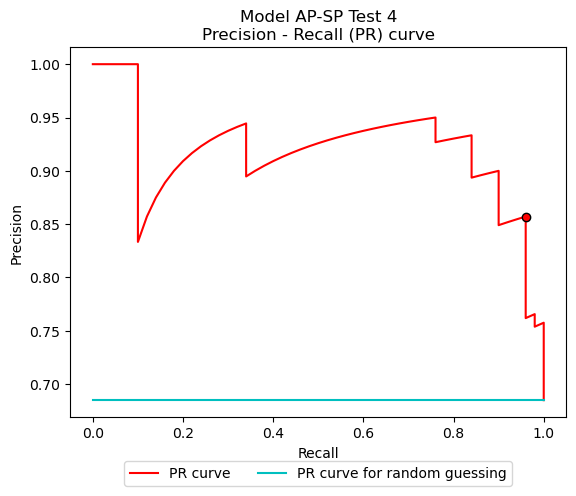 Model AP-SP Test 4
Precision - Recall (PR) curve
Precision
1.00
0.95
0.90
0.85
0.80
0.75
0.70
0.0 0.2 0.4 0.6 0.8 1.0
Recall
PR curve PR curve for random guessing